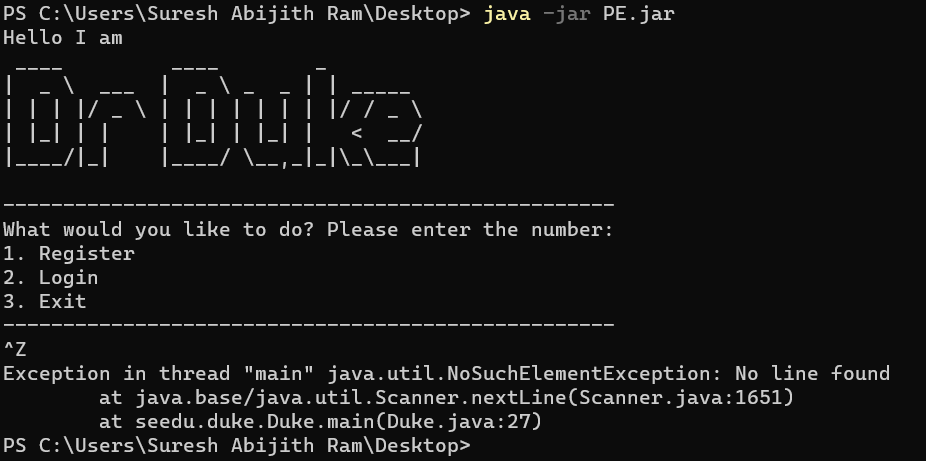 PS C:\Users\Suresh Abijith Ram\Desktop> java -jar PE.jar
Hello I am
 ____         ____        _
|  _ \  ___  |  _ \ _  _ | | _____
| | | |/ _ \ | | | | | | | |/ / _ \
| |_| | |    | |_| | |_| |   <  __/
|____/|_|    |____/ \__,_|_|\_\___|
---------------------------------------------------
What would you like to do? Please enter the number:
1. Register
2. Login
3. Exit
---------------------------------------------------
^Z
Exception in thread "main" java.util.NoSuchElementException: No line found
        at java.base/java.util.Scanner.nextLine(Scanner.java:1651)
        at seedu.duke.Duke.main(Duke.java:27)
PS C:\Users\Suresh Abijith Ram\Desktop>